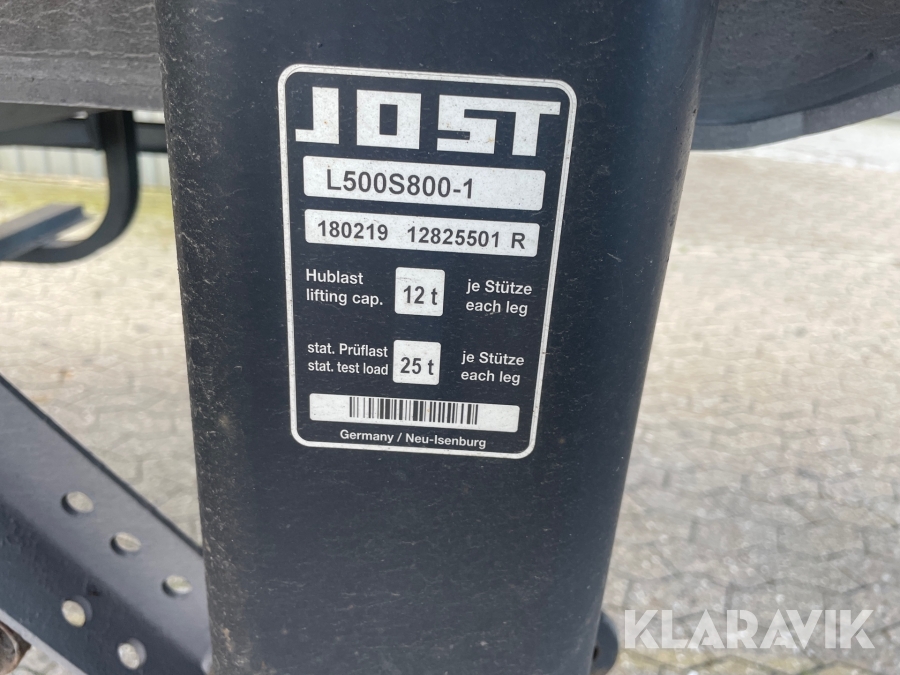 JOST
L500S800-1
180219 12825501 R
Hublast 12 t je Stütze
lifting cap. each leg
stat. Prüflast 25 t je Stütze
stat. test load each leg
Germany / Neu-Isenburg
KLARAVIK